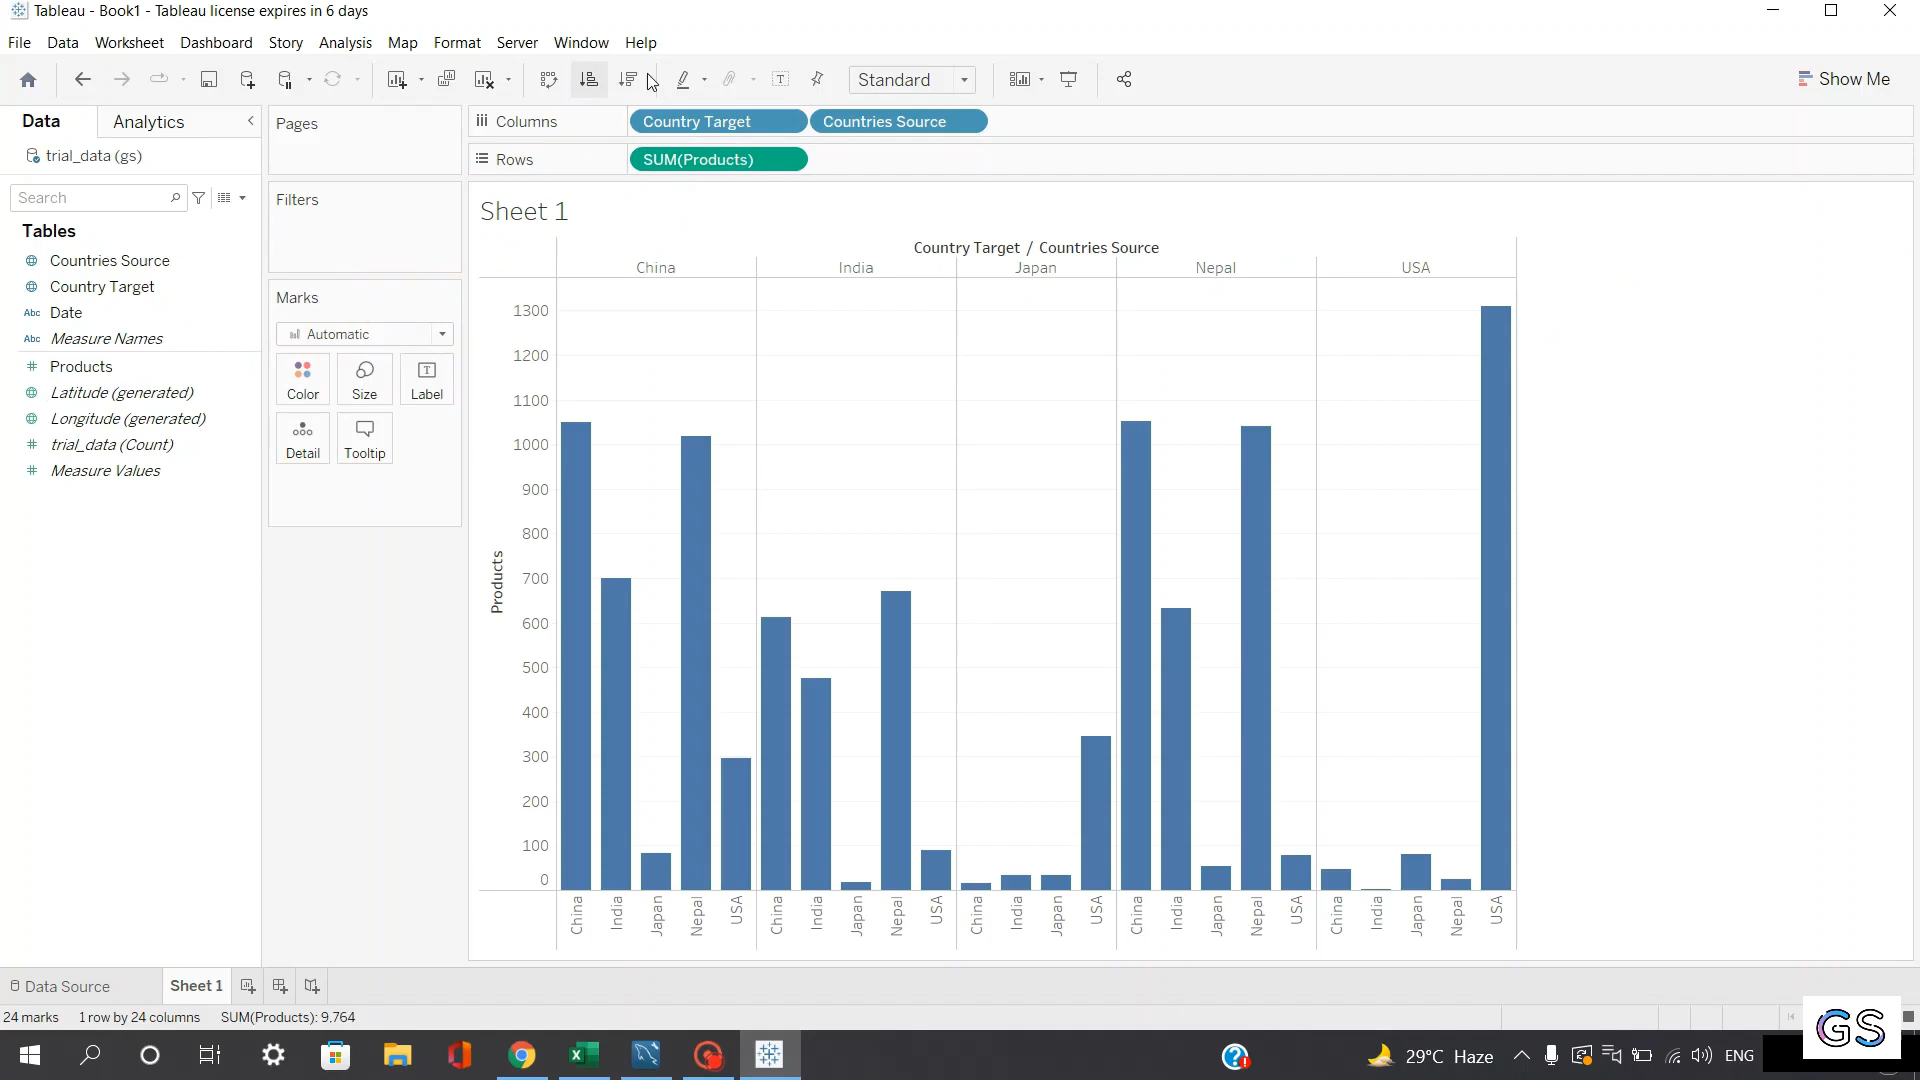 Tableau - Book1 - Tableau license expires in 6 days
File Data Worksheet Dashboard Story Analysis Map Format Server Window Help
Standard
Show Me
Data Analytics
trial_data (gs)
Search
Tables
Countries Source
Country Target
Abc Date
Abc Measure Names
Products
Latitude (generated)
Longitude (generated)
trial_data (Count)
Measure Values
Pages
Filters
Marks
Automatic
Color Size Label
Detail Tooltip
Columns Country Target Countries Source
Rows SUM(Products)
Sheet 1
Country Target / Countries Source
China India Japan Nepal USA
1300
1200
1100
1000
900
800
700
600
500
400
300
200
100
0
Products
China India Japan Nepal USA China India Japan Nepal USA China India Japan USA China India Japan Nepal USA China India Japan Nepal USA
Data Source Sheet 1
24 marks 1 row by 24 columns SUM(Products): 9,764
GS
29°C Haze ENG